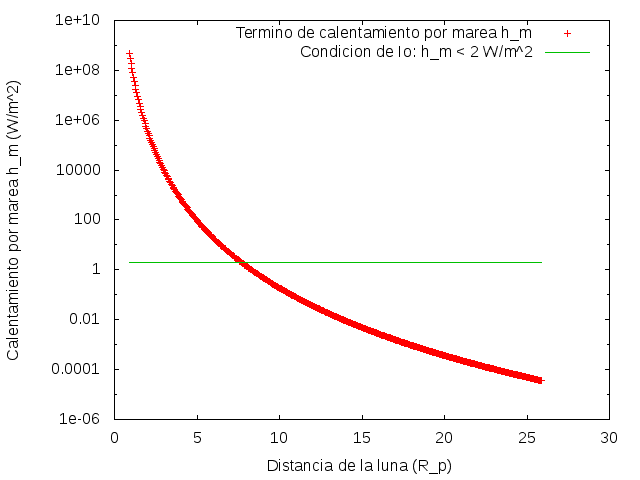 1e+10
1e+08
1e+06
10000
100
1
0.01
0.0001
1e-06
Calentamiento por marea h_m (W/m^2)
Termino de calentamiento por marea h_m
Condicion de Io: h_m < 2 W/m^2
0 5 10 15 20 25 30
Distancia de la luna (R_p)